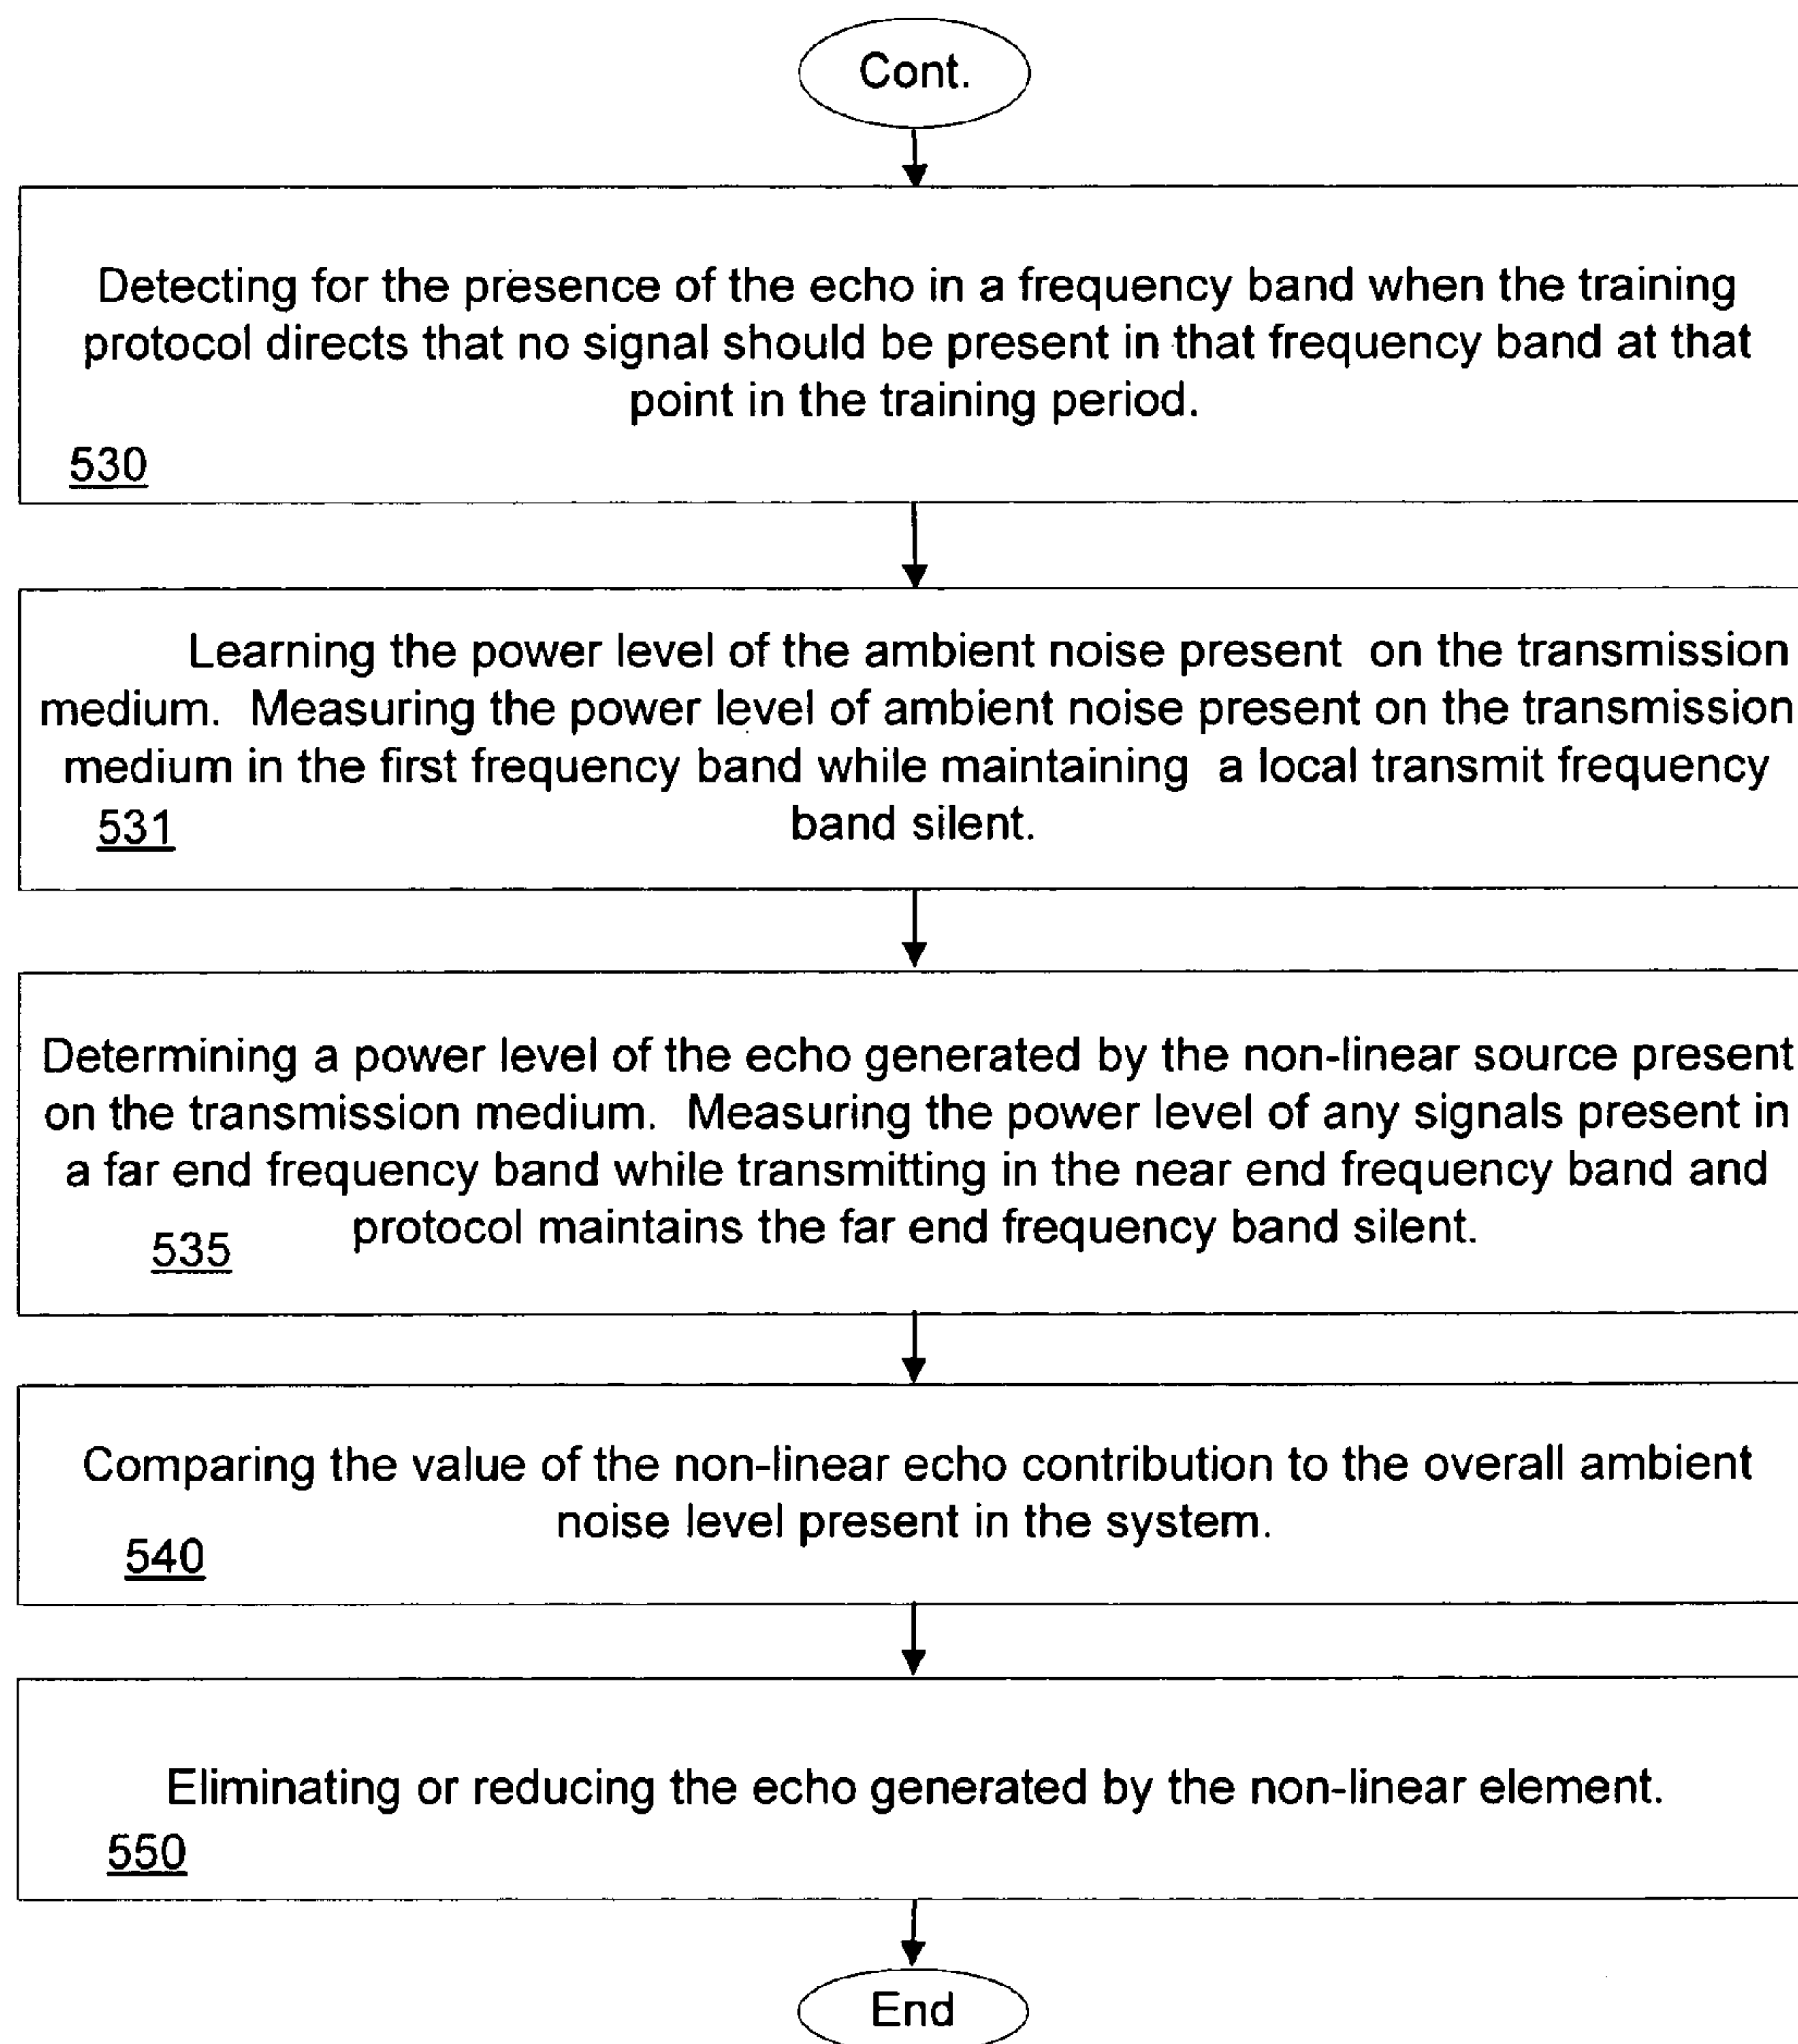 Cont.
Detecting for the presence of the echo in a frequency band when the training
protocol directs that no signal should be present in that frequency band at that
point in the training period.
530
Learning the power level of the ambient noise present on the transmission
medium. Measuring the power level of ambient noise present on the transmission
medium in the first frequency band while maintaining a local transmit frequency
band silent.
531
Determining a power level of the echo generated by the non-linear source present
on the transmission medium. Measuring the power level of any signals present in
a far end frequency band while transmitting in the near end frequency band and
protocol maintains the far end frequency band silent.
535
Comparing the value of the non-linear echo contribution to the overall ambient
noise level present in the system.
540
Eliminating or reducing the echo generated by the non-linear element.
550
End